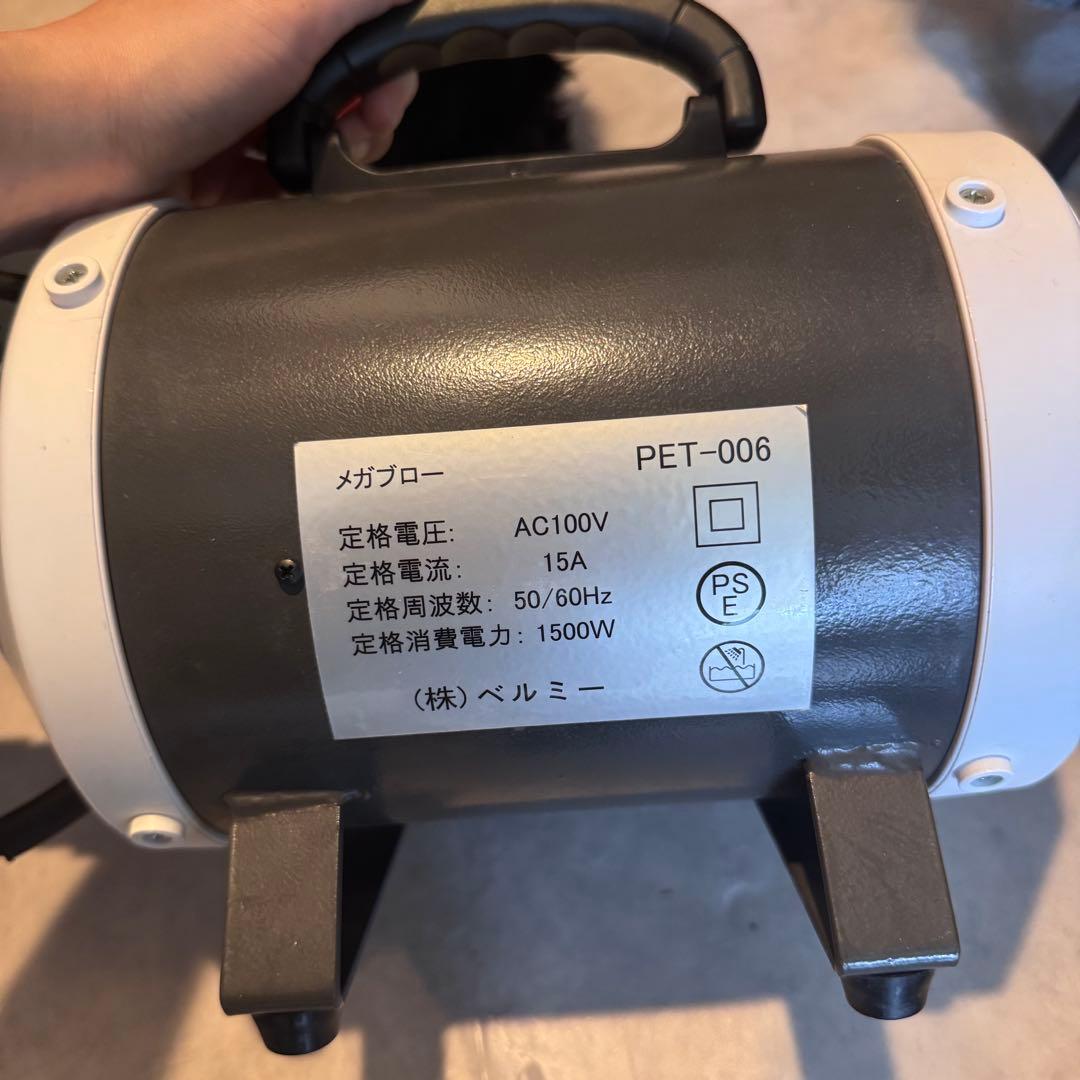 メガブロー PET-006
定格電圧: AC100V
定格電流: 15A
定格周波数: 50/60Hz
定格消費電力: 1500W
(株)ベルミー
PS
E